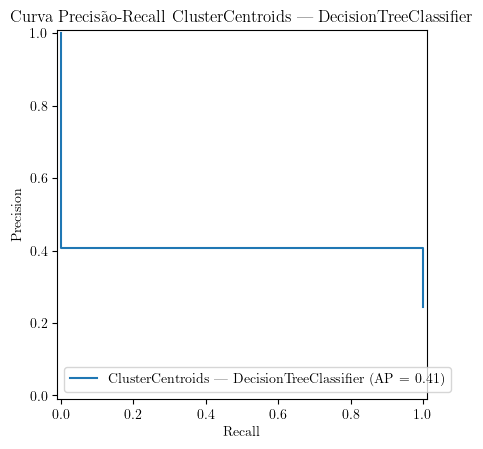 Curva Precisão-Recall ClusterCentroids — DecisionTreeClassifier
1.0
0.8
0.6
0.4
0.2
0.0
Precision
ClusterCentroids — DecisionTreeClassifier (AP = 0.41)
0.0 0.2 0.4 0.6 0.8 1.0
Recall